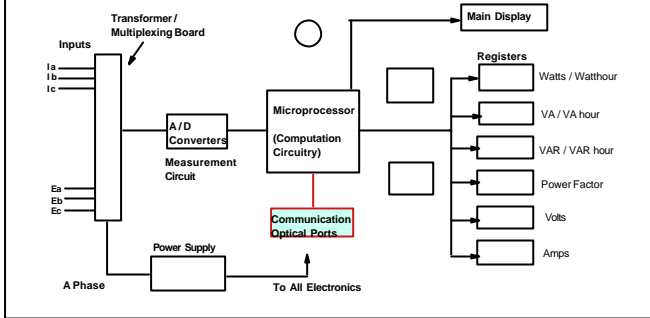 Transformer /
Multiplexing Board
Main Display
Inputs
Ia
Ib
Ic
Registers
Watts / Watthour
VA / VA hour
VAR / VAR hour
Power Factor
Volts
Amps
A / D
Converters
Measurement
Circuit
Microprocessor
(Computation
Circuitry)
Ea
Eb
Ec
Communication
Optical Ports
Power Supply
A Phase
To All Electronics